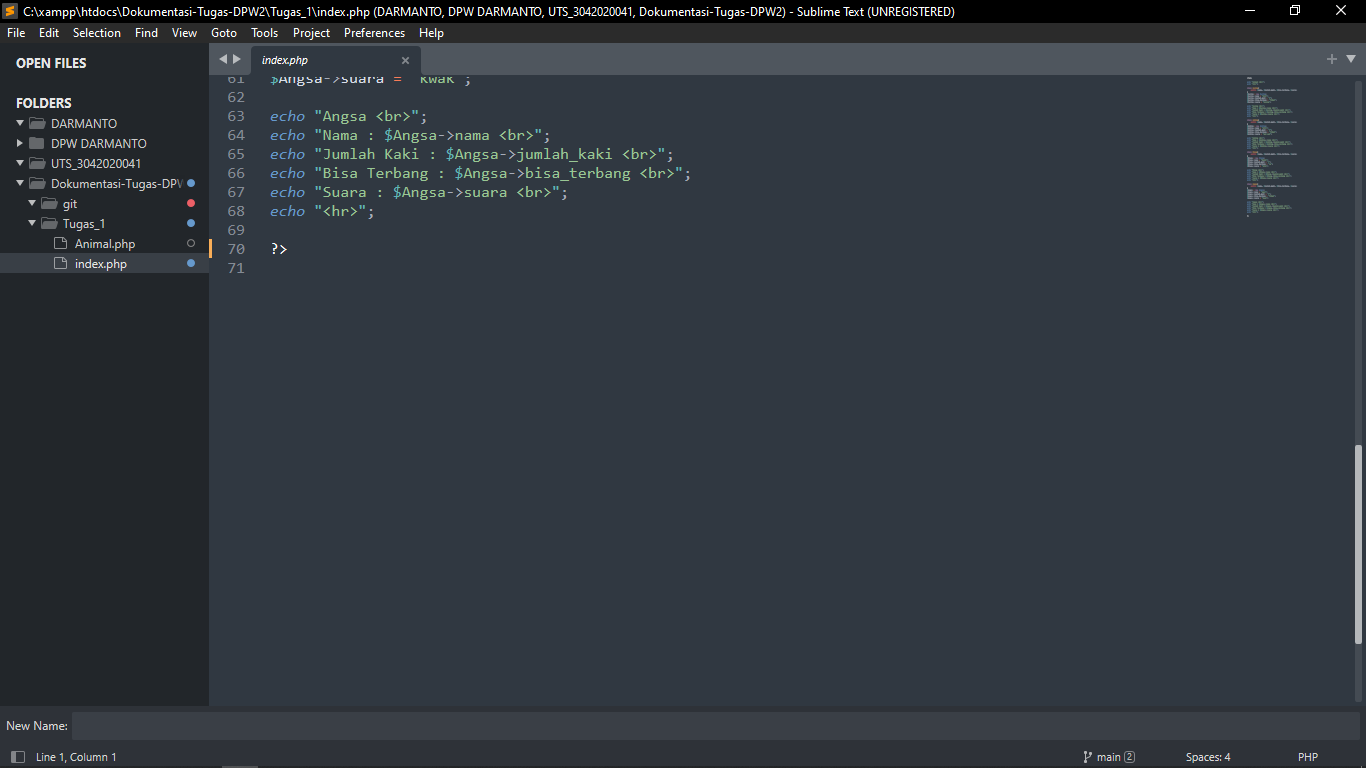 C:\xampp\htdocs\Dokumentasi-Tugas-DPW2\Tugas_1\index.php (DARMANTO, DPW DARMANTO, UTS_3042020041, Dokumentasi-Tugas-DPW2) - Sublime Text (UNREGISTERED)
File Edit Selection Find View Goto Tools Project Preferences Help
OPEN FILES
FOLDERS
DARMANTO
DPW DARMANTO
UTS_3042020041
Dokumentasi-Tugas-DPW
git
Tugas_1
Animal.php
index.php
index.php
61 $Angsa->suara = "Kwak";
62
63 echo "Angsa <br>";
64 echo "Nama : $Angsa->nama <br>";
65 echo "Jumlah Kaki : $Angsa->jumlah_kaki <br>";
66 echo "Bisa Terbang : $Angsa->bisa_terbang <br>";
67 echo "Suara : $Angsa->suara <br>";
68 echo "<hr>";
69
70 ?>
71
New Name:
Line 1, Column 1 main 2 Spaces: 4 PHP